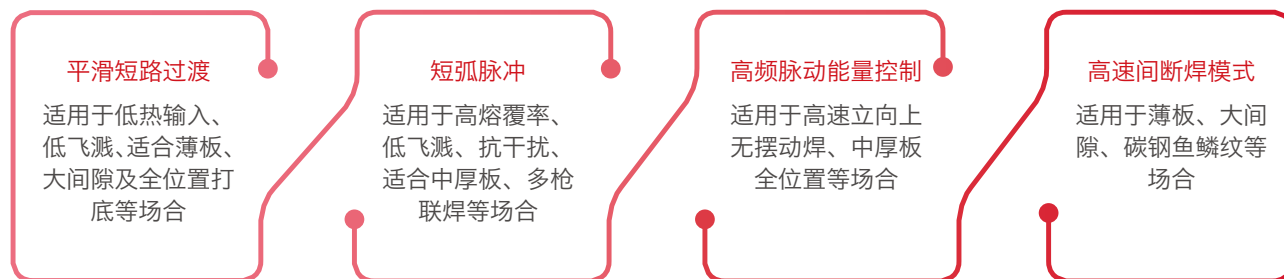 平滑短路过渡
适用于低热输入、
低飞溅、适合薄板、
大间隙及全位置打
底等场合
短弧脉冲
适用于高熔覆率、
低飞溅、抗干扰、
适合中厚板、多枪
联焊等场合
高频脉动能量控制
适用于高速立向上
无摆动焊、中厚板
全位置等场合
高速间断焊模式
适用于薄板、大间
隙、碳钢鱼鳞纹等
场合